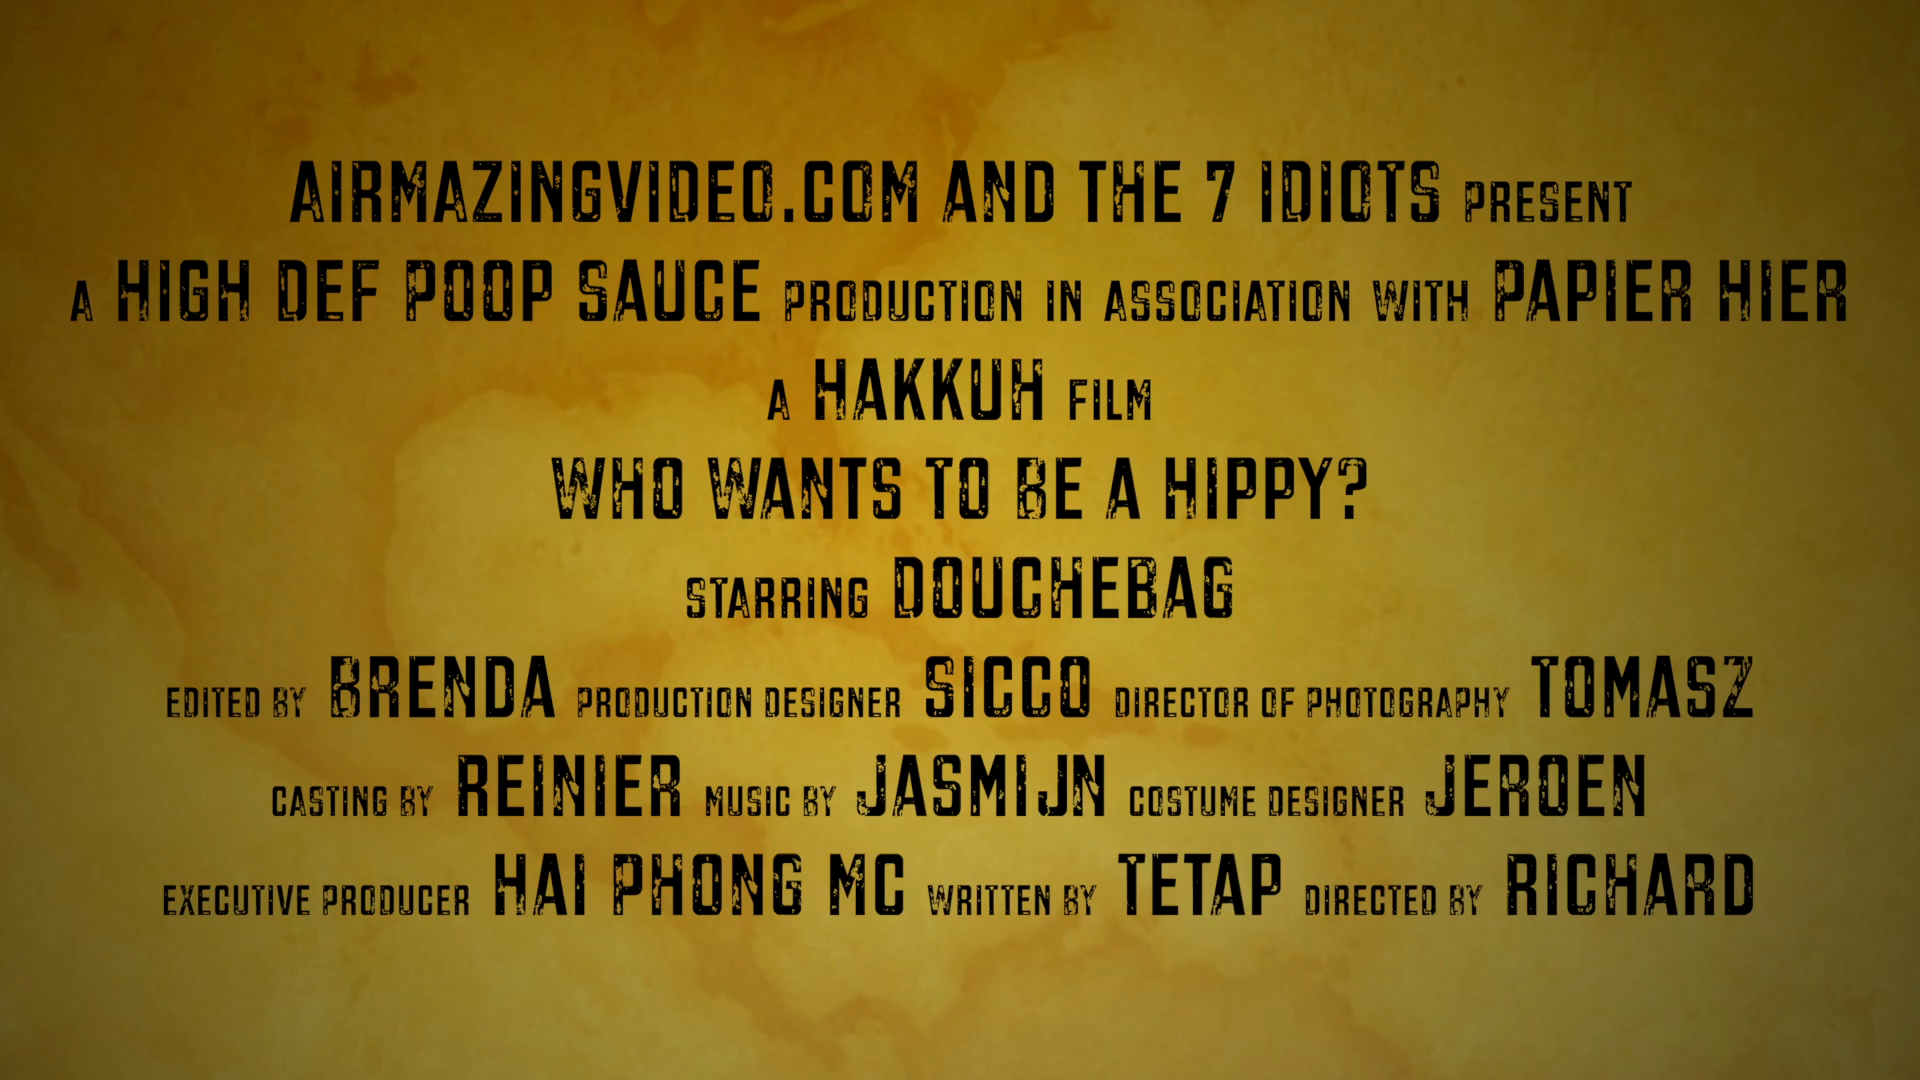 AIRMAZINGVIDEO.COM AND THE 7 IDIOTS PRESENT
A HIGH DEF POOP SAUCE PRODUCTION IN ASSOCIATION WITH PAPIER HIER
A HAKKUH FILM
WHO WANTS TO BE A HIPPY?
STARRING DOUCHEBAG
EDITED BY BRENDA PRODUCTION DESIGNER SICCO DIRECTOR OF PHOTOGRAPHY TOMASZ
CASTING BY REINIER MUSIC BY JASMIJN COSTUME DESIGNER JEROEN
EXECUTIVE PRODUCER HAI PHONG MC WRITTEN BY TETAP DIRECTED BY RICHARD